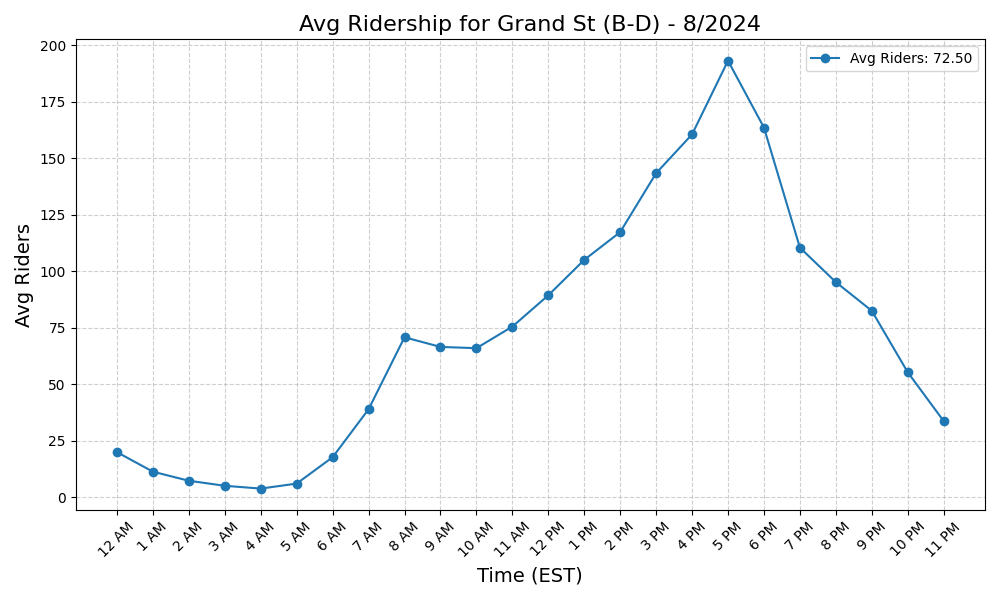 Avg Ridership for Grand St (B-D) - 8/2024
Avg Riders: 72.50
Avg Riders
200
175
150
125
100
75
50
25
0
12 AM
1 AM
2 AM
3 AM
4 AM
5 AM
6 AM
7 AM
8 AM
9 AM
10 AM
11 AM
12 PM
1 PM
2 PM
3 PM
4 PM
5 PM
6 PM
7 PM
8 PM
9 PM
10 PM
11 PM
Time (EST)